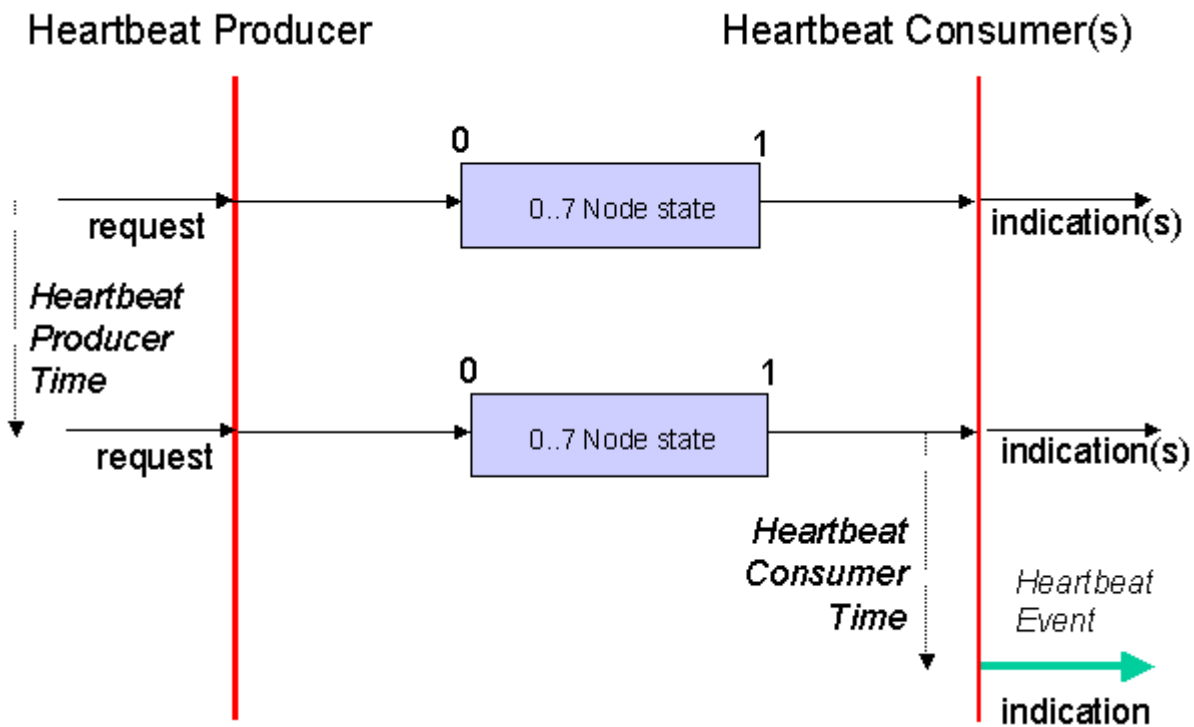 Heartbeat Producer
Heartbeat Consumer(s)
0
1
0..7 Node state
request
indication(s)
Heartbeat
Producer
Time
0
1
0..7 Node state
request
indication(s)
Heartbeat
Consumer
Time
Heartbeat
Event
indication